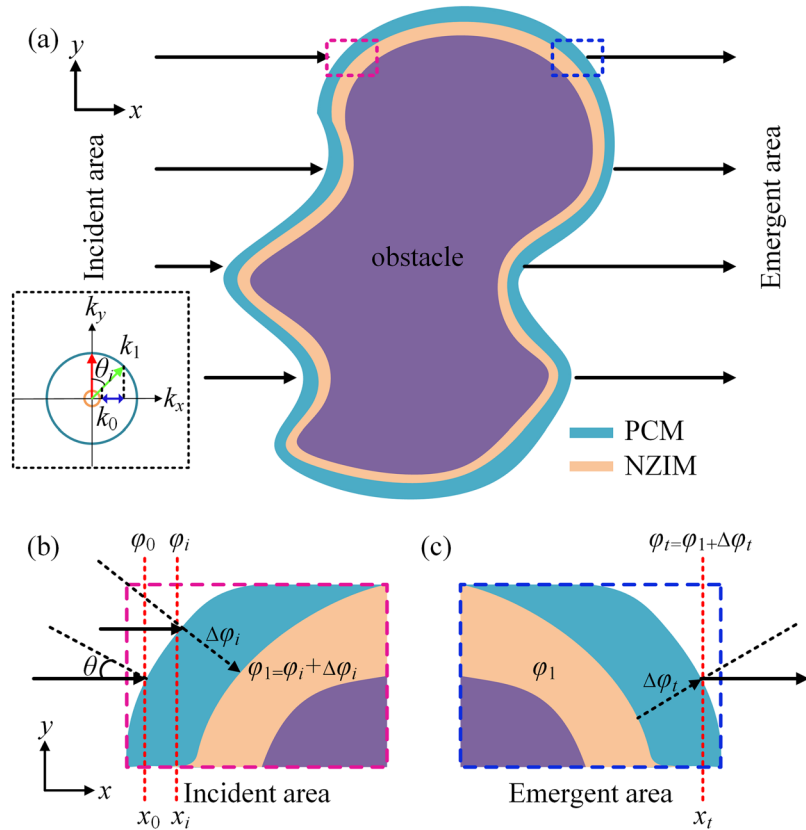 (a)
y
x
Incident area
Emergent area
obstacle
k_y
k_1
θ_i
k_x
k_0
PCM
NZIM
(b)
φ_0
φ_i
Δφ_i
θ
φ_1=φ_i+Δφ_i
y
x
Incident area
x_0
x_i
(c)
φ_t=φ_1+Δφ_t
φ_1
Δφ_t
Emergent area
x_t